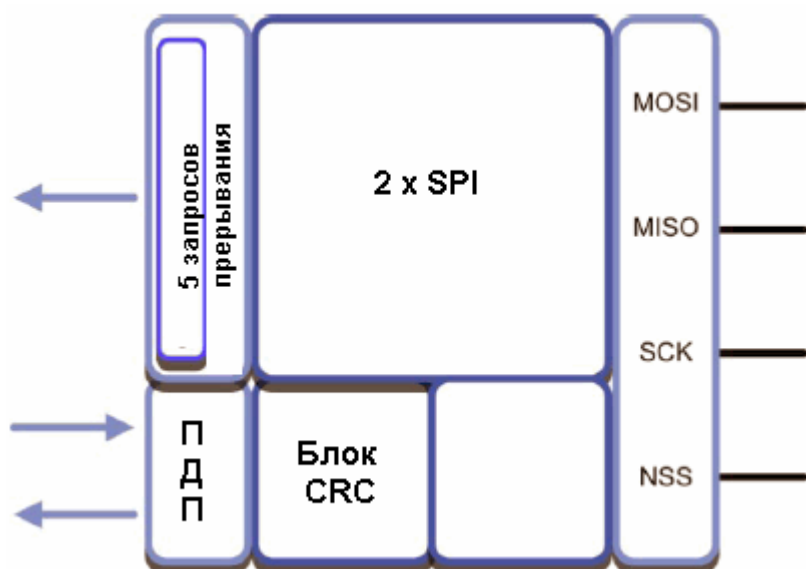 5 запросов
прерывания
2 x SPI
MOSI
MISO
SCK
NSS
П
Д
П
Блок
CRC